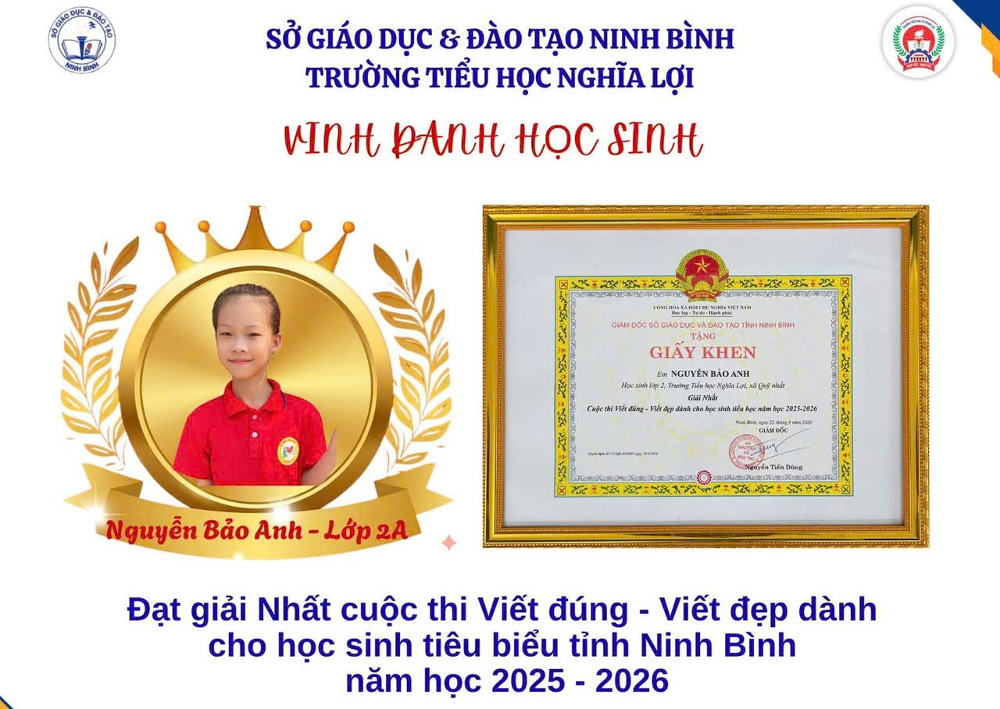 SỞ GIÁO DỤC & ĐÀO TẠO
NINH BÌNH
SỞ GIÁO DỤC & ĐÀO TẠO NINH BÌNH
TRƯỜNG TIỂU HỌC NGHĨA LỢI
VINH DANH HỌC SINH
Nguyễn Bảo Anh - Lớp 2A
CỘNG HÒA XÃ HỘI CHỦ NGHĨA VIỆT NAM
Độc lập - Tự do - Hạnh phúc
GIÁM ĐỐC SỞ GIÁO DỤC VÀ ĐÀO TẠO TỈNH NINH BÌNH
TẶNG
GIẤY KHEN
Em NGUYỄN BẢO ANH
Học sinh lớp 2, Trường Tiểu học Nghĩa Lợi, xã Quỹ nhất
Giải Nhất
Cuộc thi Viết đúng - Viết đẹp dành cho học sinh tiểu học năm học 2025-2026
Ninh Bình, ngày 22 tháng 4 năm 2026
GIÁM ĐỐC
SỞ
GIÁO DỤC
VÀ
ĐÀO TẠO
Nguyễn Tiến Dũng
Đạt giải Nhất cuộc thi Viết đúng - Viết đẹp dành
cho học sinh tiêu biểu tỉnh Ninh Bình
năm học 2025 - 2026